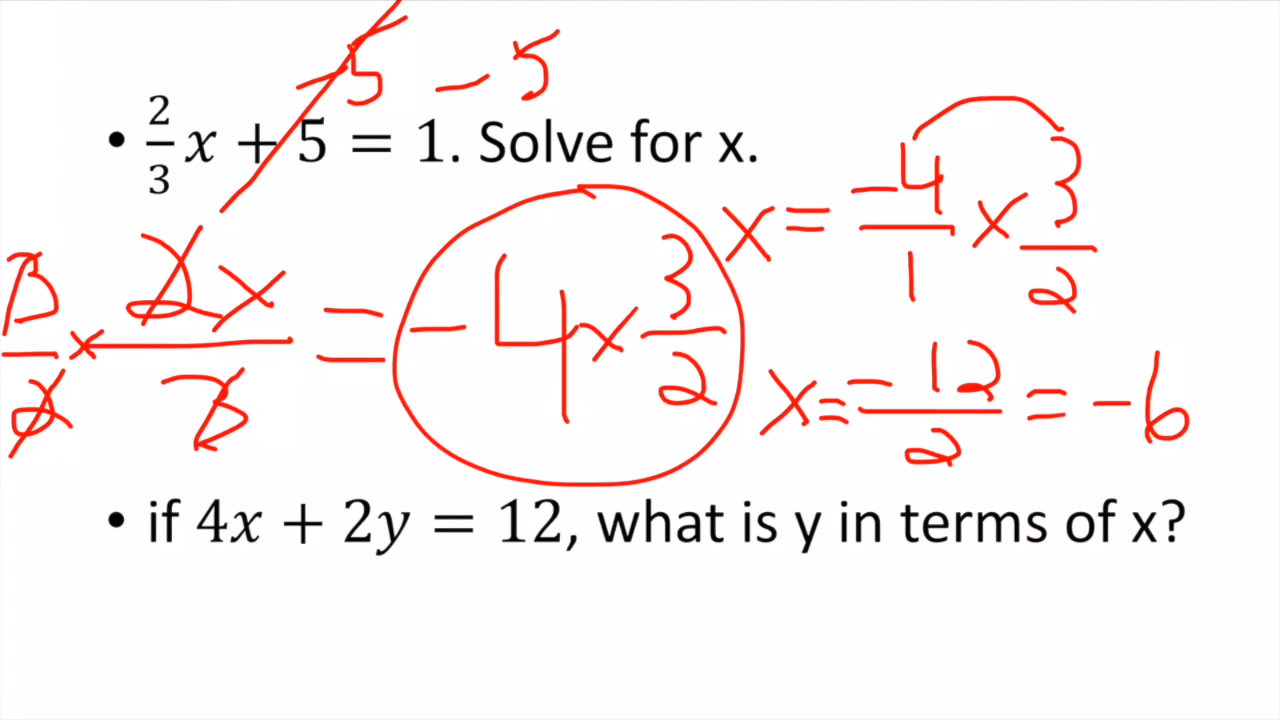 -5 -5
• 2/3 x + 5 = 1. Solve for x.
3/2 × 2x/3 = -4 × 3/2
x = -4/1 × 3/2
x = -12/2 = -6
• if 4x + 2y = 12, what is y in terms of x?